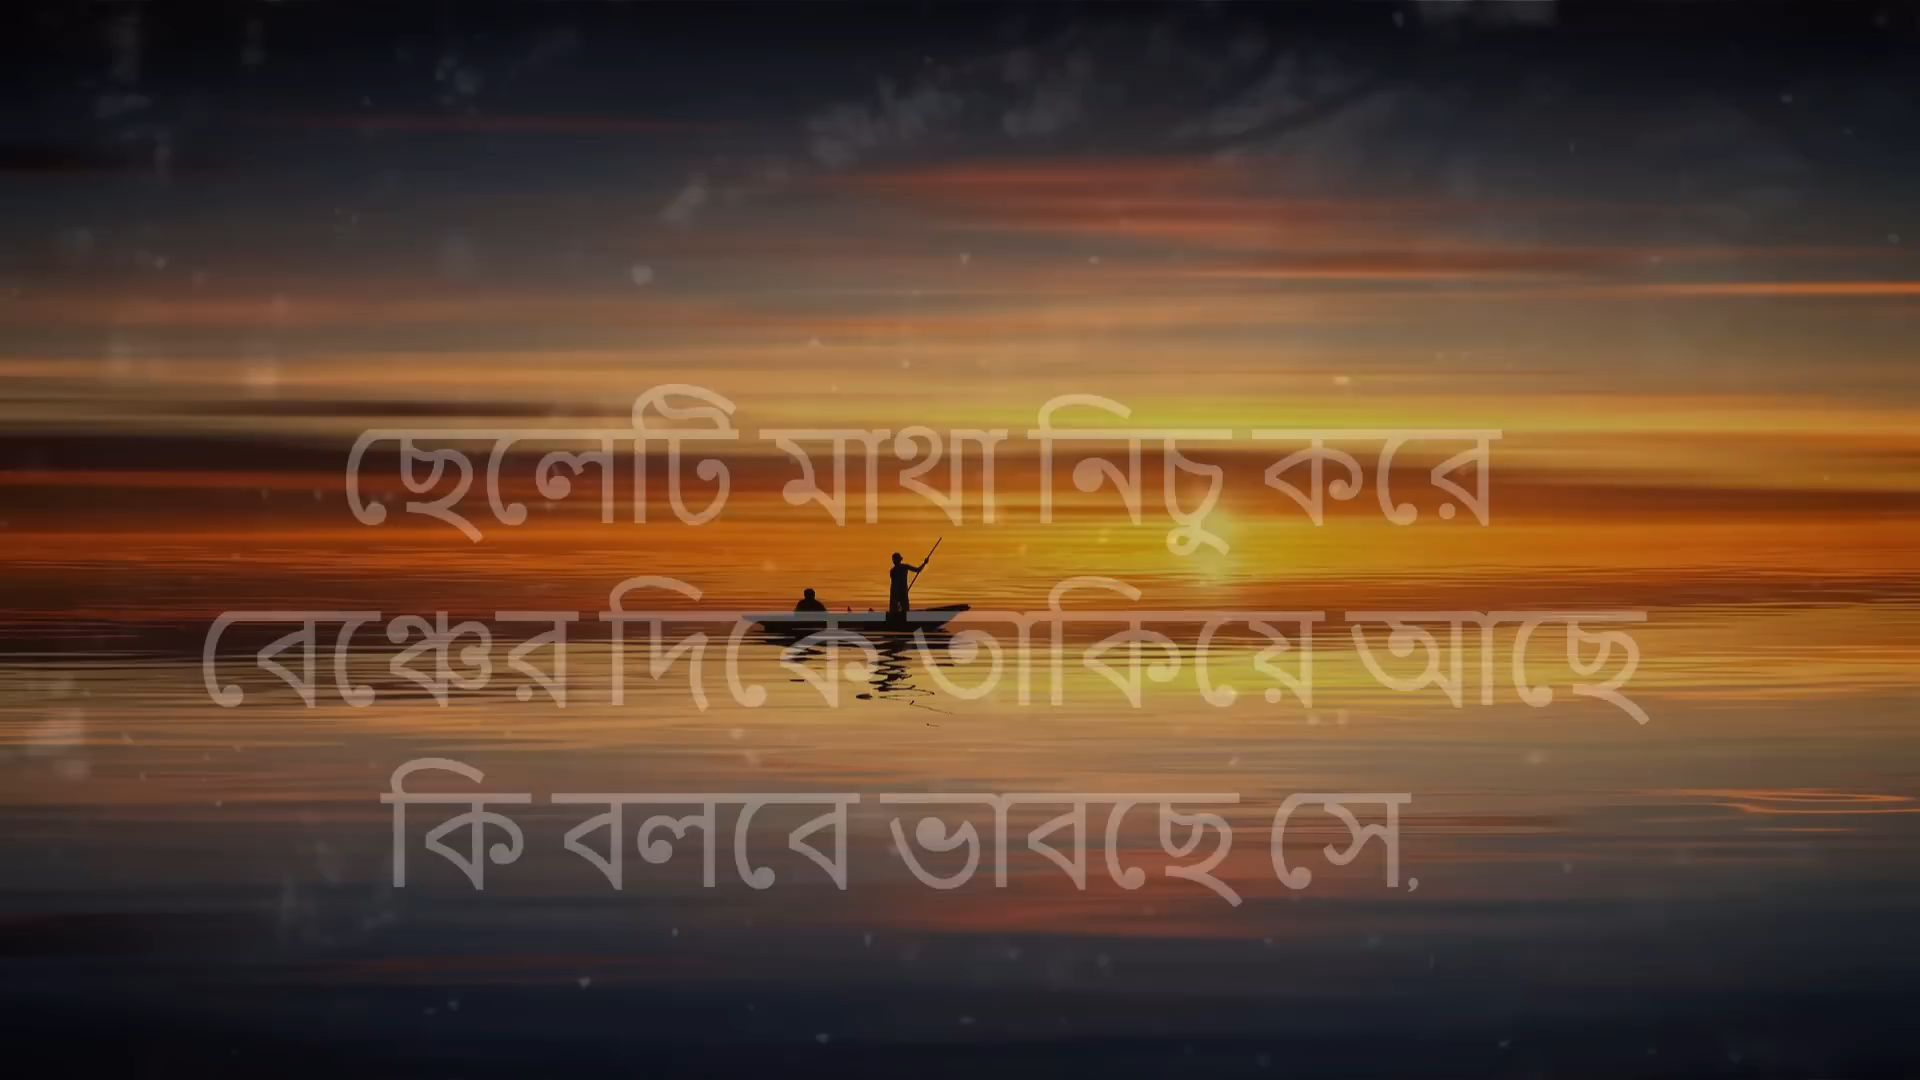 ছেলেটি মাথা নিচু করে
বেঞ্চের দিকে তাকিয়ে আছে
কি বলবে ভাবছে সে,